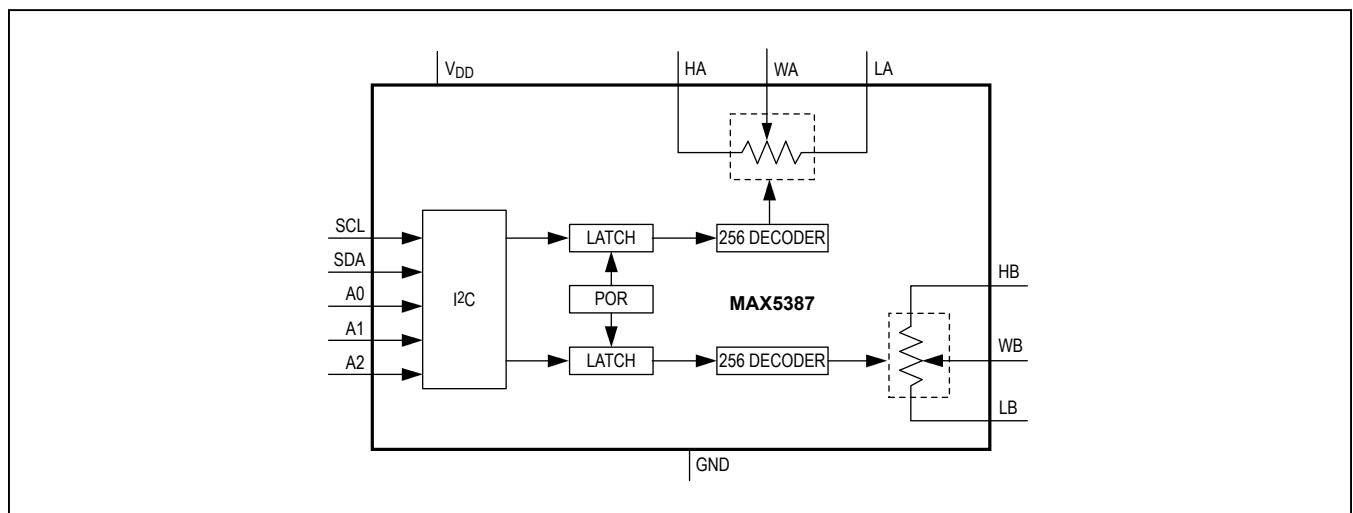 VDD
HA
WA
LA
SCL
SDA
A0
A1
A2
I2C
LATCH
256 DECODER
POR
MAX5387
LATCH
256 DECODER
HB
WB
LB
GND